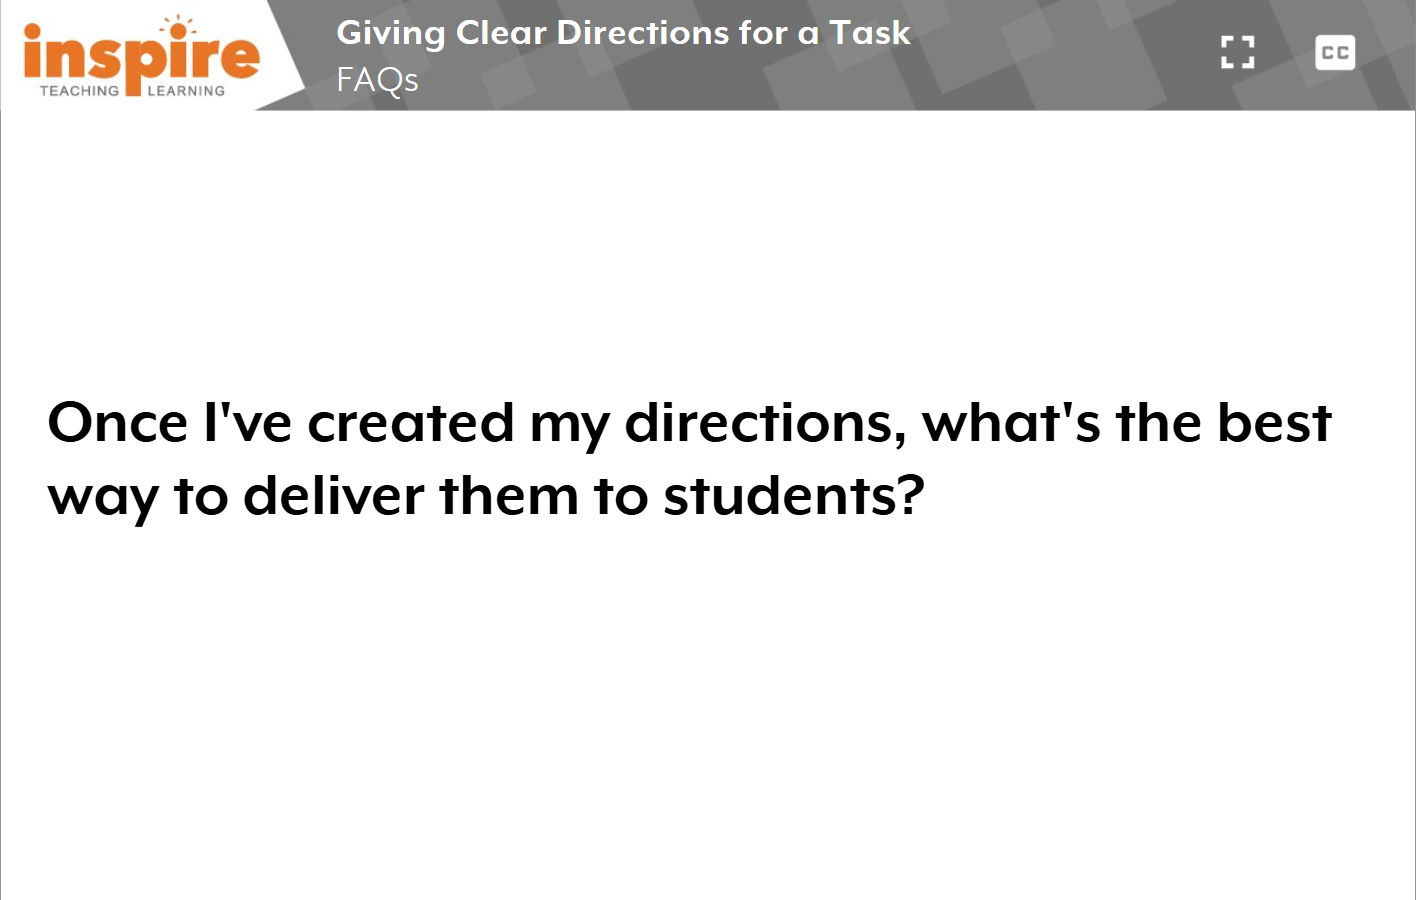 inspire
TEACHING LEARNING
Giving Clear Directions for a Task
FAQs
CC
Once I've created my directions, what's the best
way to deliver them to students?